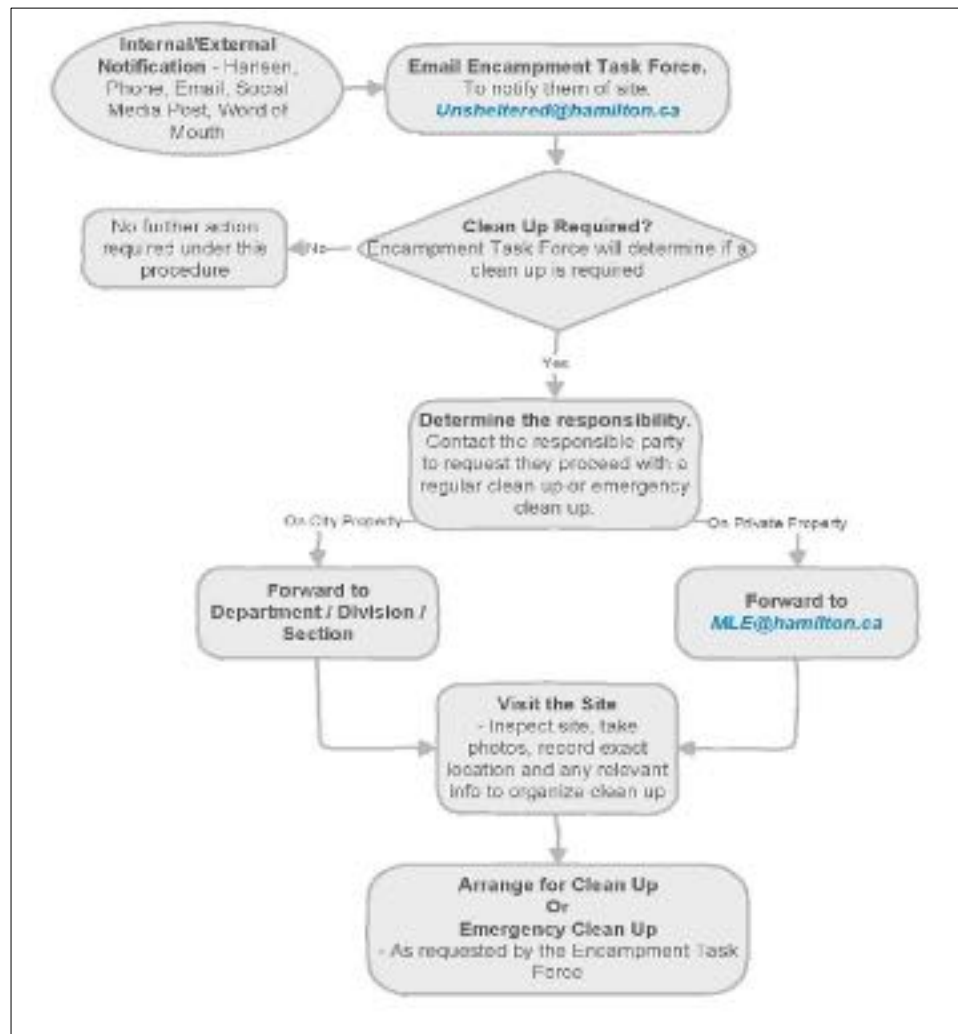 Internal/External
Notification - Hansen,
Phone, Email, Social
Media Post, Word of
Mouth
Email Encampment Task Force.
To notify them of site.
Unsheltered@hamilton.ca
Clean Up Required?
Encampment Task Force will determine if a
clean up is required
No
No further action
required under this
procedure
Yes
Determine the responsibility.
Contact the responsible party
to request they proceed with a
regular clean up or emergency
clean up.
On City Property
On Private Property
Forward to
Department / Division /
Section
Forward to
MLE@hamilton.ca
Visit the Site
- Inspect site, take
photos, record exact
location and any relevant
info to organize clean up
Arrange for Clean Up
Or
Emergency Clean Up
- As requested by the Encampment Task
Force